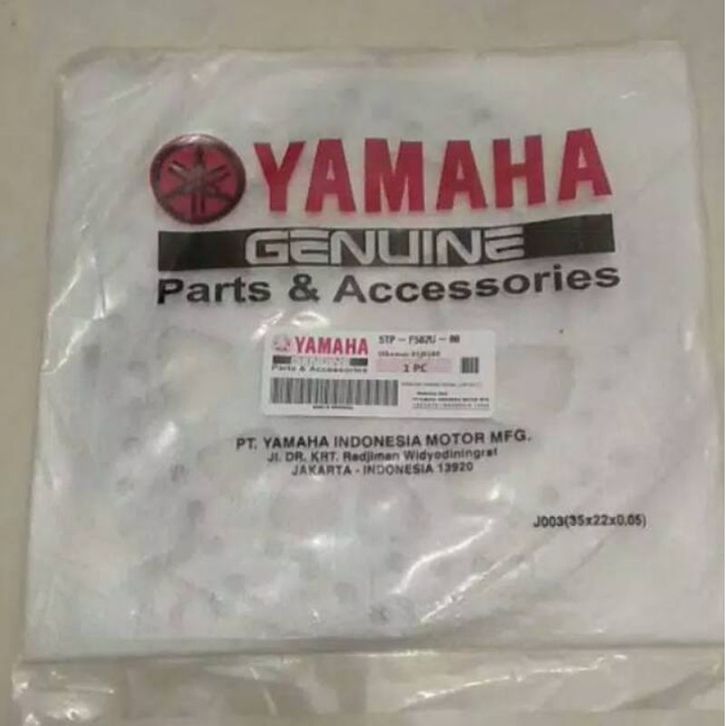 YAMAHA
GENUINE
Parts & Accessories
YAMAHA
GENUINE
Parts & Accessories
1 PC
PT. YAMAHA INDONESIA MOTOR MFG.
Jl. DR. KRT. Radjiman Widyodiningrat
JAKARTA - INDONESIA 13920
J003(35x22x0.05)